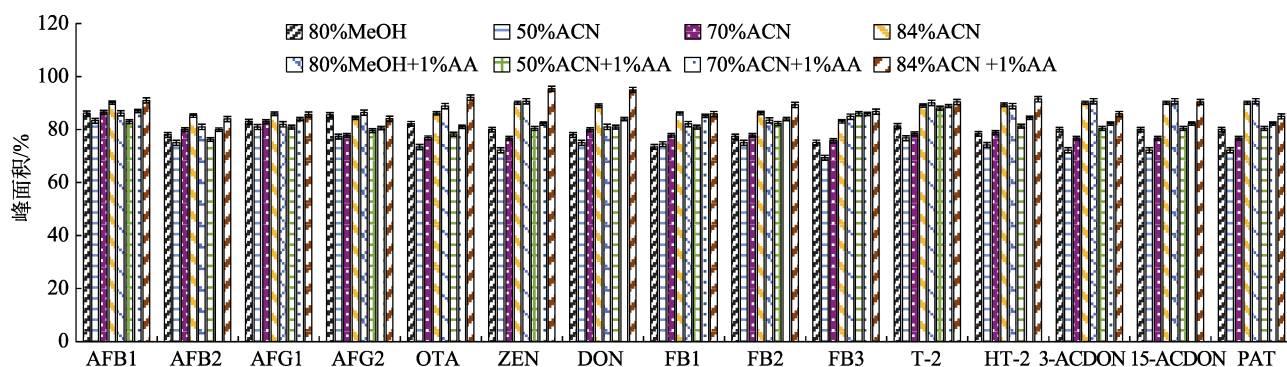 120
100
80
60
40
20
0
峰面积/%
80%MeOH 50%ACN 70%ACN 84%ACN
80%MeOH+1%AA 50%ACN+1%AA 70%ACN+1%AA 84%ACN +1%AA
AFB1 AFB2 AFG1 AFG2 OTA ZEN DON FB1 FB2 FB3 T-2 HT-2 3-ACDON 15-ACDON PAT